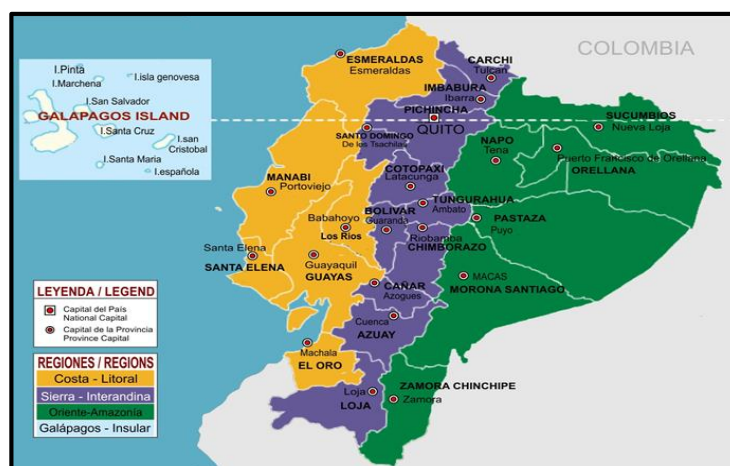 COLOMBIA
I.Pinta
I.Marchena
I.isla genovesa
I.San Salvador
GALAPAGOS ISLAND
I.Santa Cruz
I.san
Cristobal
I.Santa Maria
I.española
ESMERALDAS
Esmeraldas
CARCHI
Tulcan
IMBABURA
Ibarra
PICHINCHA
QUITO
SANTO DOMINGO
De los Tsachilas
SUCUMBIOS
Nueva Loja
NAPO
Tena
Puerto Francisco de Orellana
ORELLANA
COTOPAXI
Latacunga
MANABI
Portoviejo
TUNGURAHUA
Ambato
BOLIVAR
Guaranda
PASTAZA
Puyo
Babahoyo
Los Rios
Riobamba
CHIMBORAZO
Santa Elena
SANTA ELENA
Guayaquil
GUAYAS
MACAS
MORONA SANTIAGO
CAÑAR
Azogues
Cuenca
AZUAY
Machala
EL ORO
Loja
LOJA
ZAMORA CHINCHIPE
Zamora
LEYENDA / LEGEND
Capital del País
National Capital
Capital de la Provincia
Province Capital
REGIONES / REGIONS
Costa - Litoral
Sierra - Interandina
Oriente-Amazonía
Galápagos - Insular